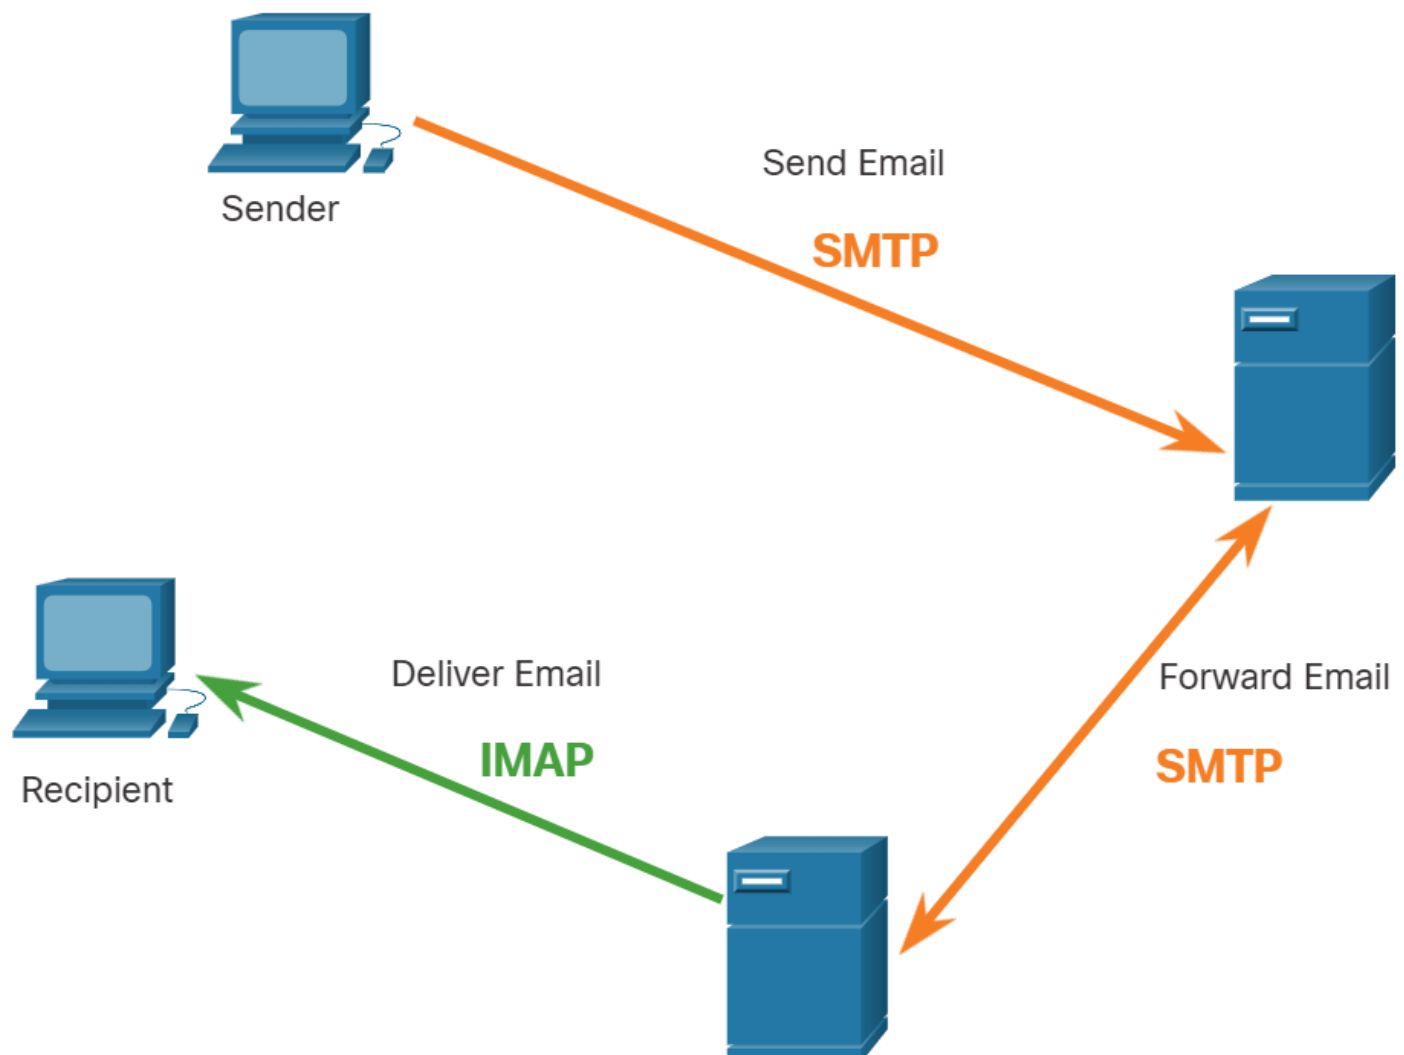 Sender
Send Email
SMTP
Deliver Email
IMAP
Recipient
Forward Email
SMTP